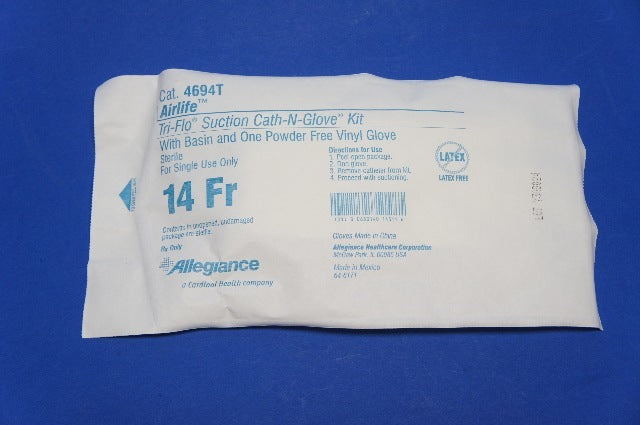 Cat. 4694T
Airlife™
Tri-Flo® Suction Cath-N-Glove™ Kit
With Basin and One Powder Free Vinyl Glove
Sterile
For Single Use Only
14 Fr
Contents in unopened, undamaged
package are sterile.
Rx Only
Allegiance
a Cardinal Health company
Directions for Use
1. Peel open package.
2. Don glove.
3. Remove catheter from kit.
4. Proceed with suctioning.
Gloves Made in China
Allegiance Healthcare Corporation
McGaw Park, IL 60085 USA
Made in Mexico
LATEX
LATEX FREE
LOT